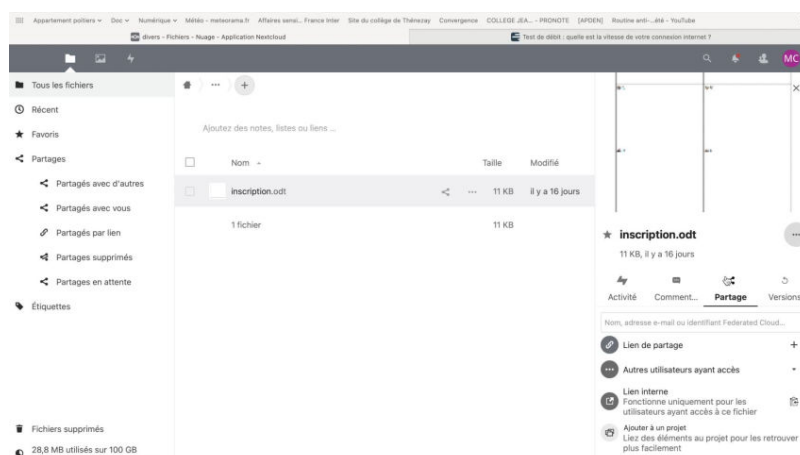 Appartement poitiers Doc Numérique Météo - meteorama.fr Affaires sensi... France Inter Site du collège de Thénezay Convergence COLLEGE JEA... - PRONOTE [APDEN] Routine anti-...été - YouTube
divers - Fichiers - Nuage - Application Nextcloud
Test de débit : quelle est la vitesse de votre connexion Internet ?
MC
Tous les fichiers
Récent
Favoris
Partages
Partagés avec d'autres
Partagés avec vous
Partagés par lien
Partages supprimés
Partages en attente
Étiquettes
Fichiers supprimés
28,8 MB utilisés sur 100 GB
Ajoutez des notes, listes ou liens ...
Nom Taille Modifié
inscription.odt 11 KB il y a 16 jours
1 fichier 11 KB
inscription.odt
11 KB, il y a 16 jours
Activité Comment... Partage Versions
Nom, adresse e-mail ou identifiant Federated Cloud...
Lien de partage
Autres utilisateurs ayant accès
Lien interne
Fonctionne uniquement pour les
utilisateurs ayant accès à ce fichier
Ajouter à un projet
Liez des éléments au projet pour les retrouver
plus facilement